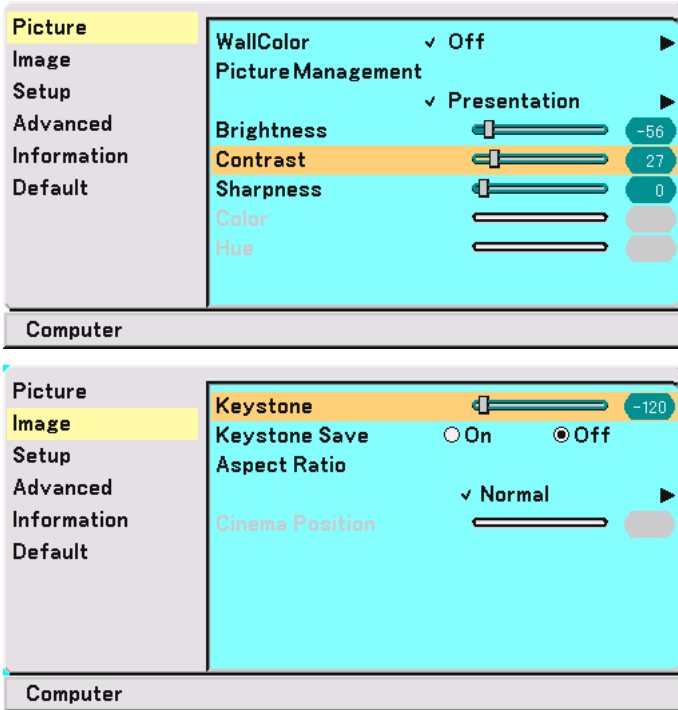 Picture
Image
Setup
Advanced
Information
Default
WallColor ✓ Off
Picture Management
✓ Presentation
Brightness -56
Contrast 27
Sharpness 0
Color
Hue
Computer
Picture
Image
Setup
Advanced
Information
Default
Keystone -120
Keystone Save On Off
Aspect Ratio
✓ Normal
Cinema Position
Computer